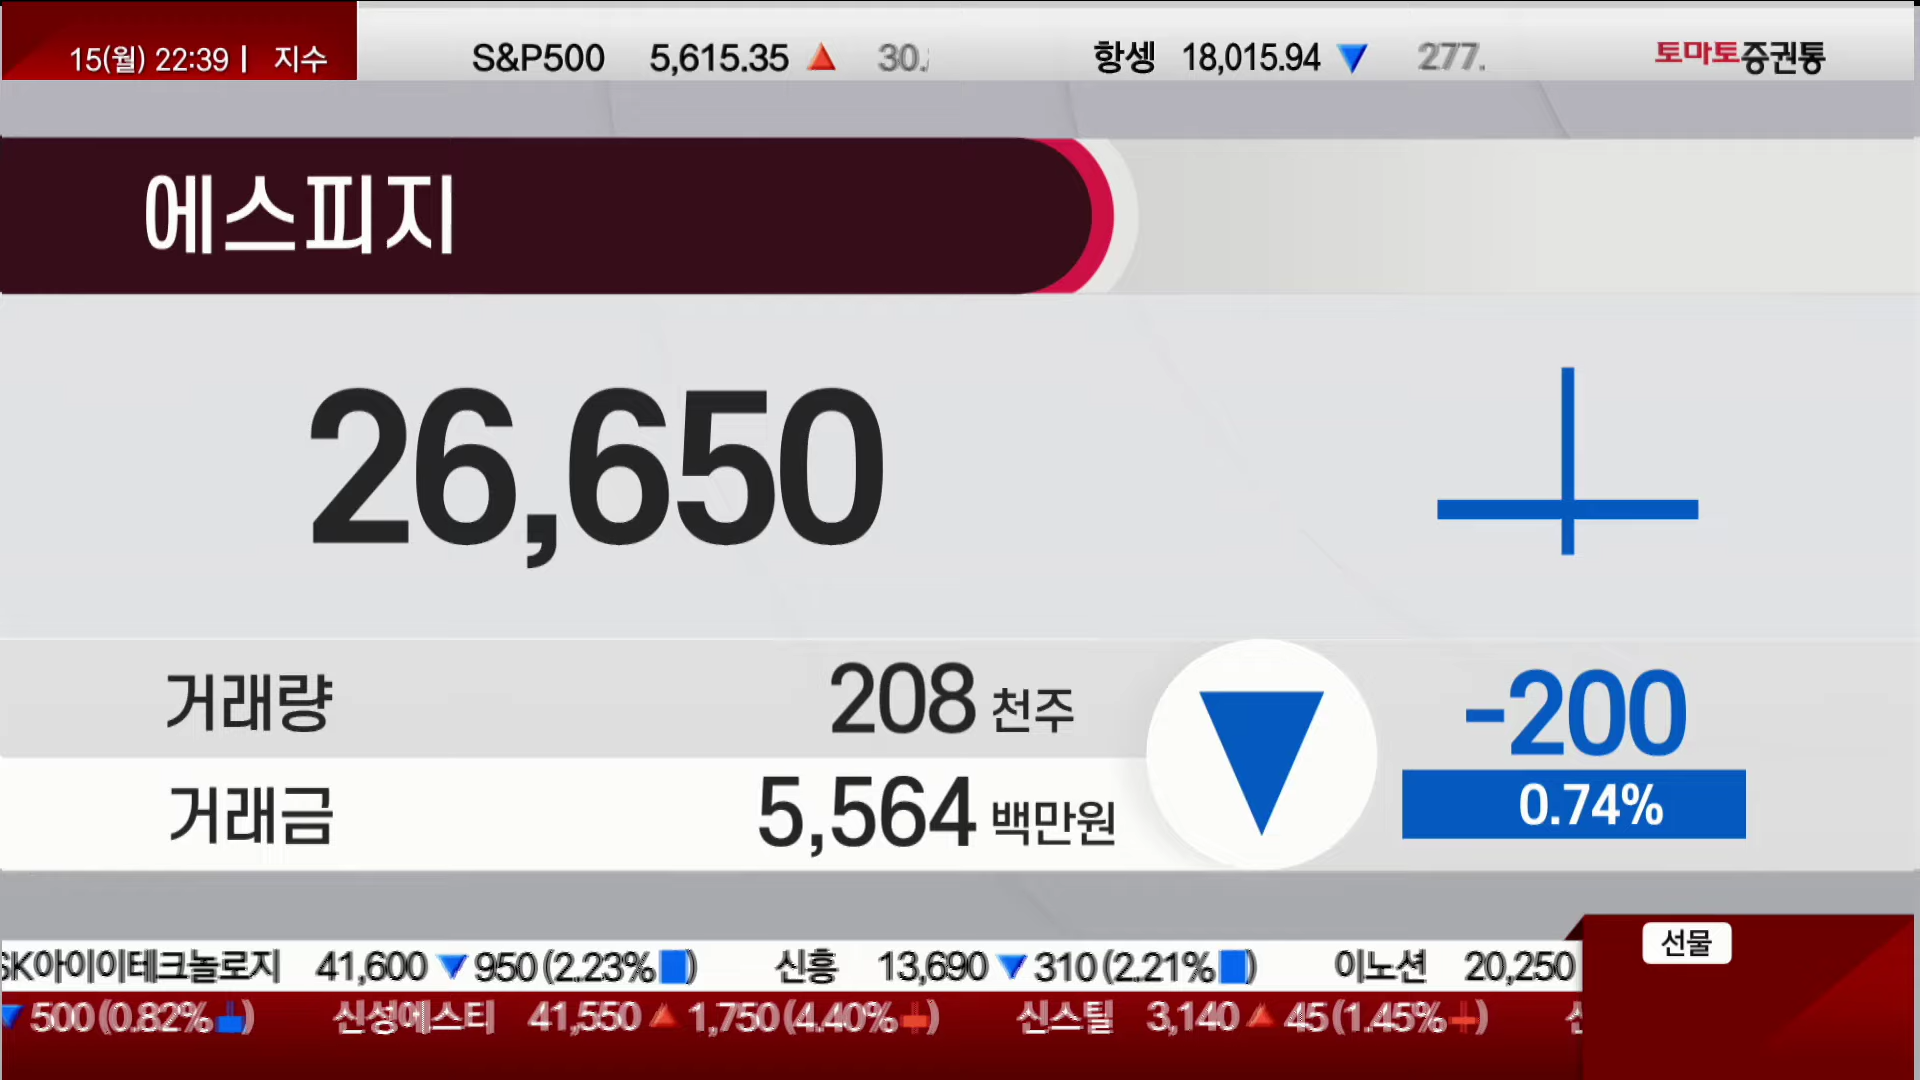 15(월) 22:39 | 지수 S&P500 5,615.35 ▲ 30. 항셍 18,015.94 ▼ 277. 토마토증권통
에스피지
26,650
거래량 208 천주
-200
거래금 5,564 백만원
0.74%
선물
SK아이이테크놀로지 41,600 ▼ 950 (2.23%) 신흥 13,690 ▼ 310 (2.21%) 이노션 20,250
▼ 500 (0.82%) 신성에스티 41,550 ▲ 1,750 (4.40%) 신스틸 3,140 ▲ 45 (1.45%)